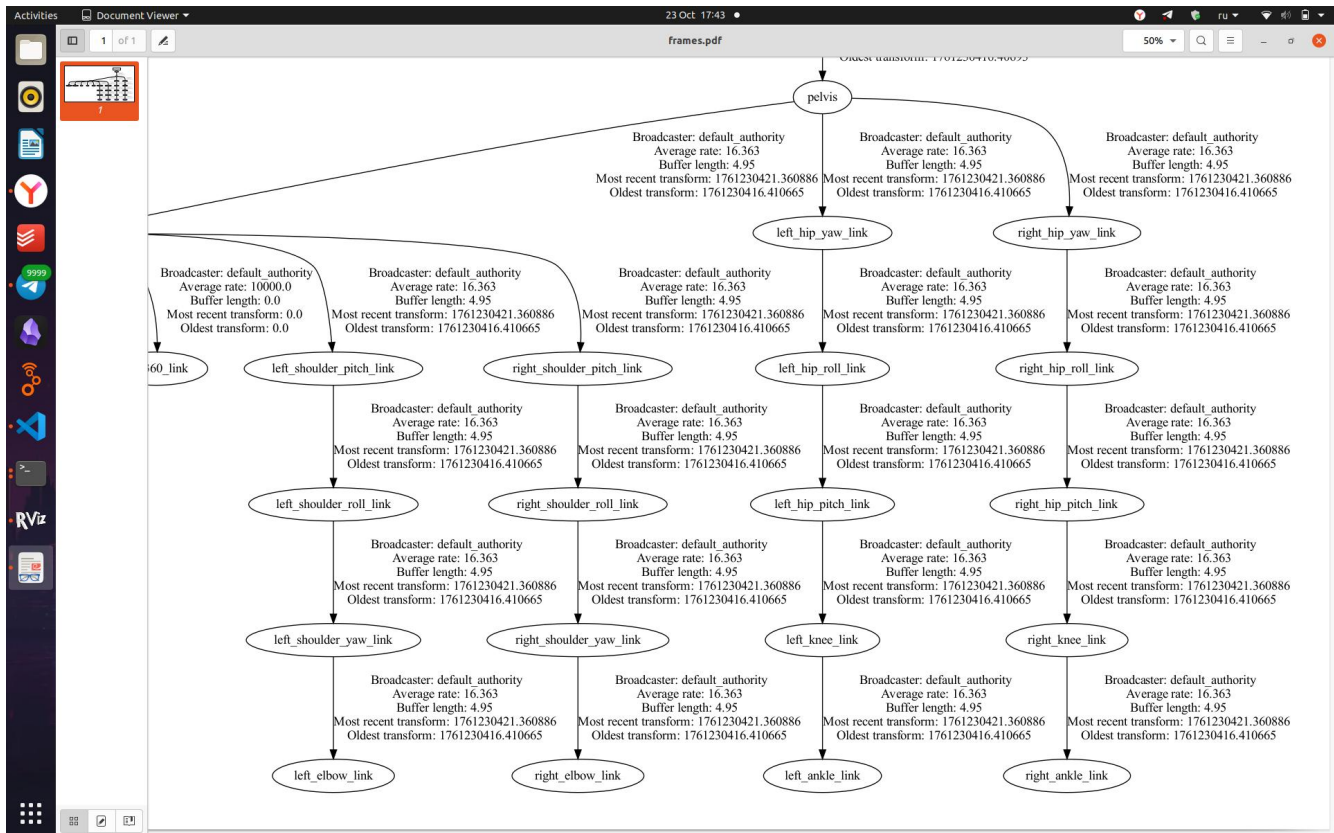 Activities
Document Viewer
23 Oct 17:43
ru
1 of 1
frames.pdf
50%
1
9999
RViz
Oldest transform: 1761230416.40695
pelvis
Broadcaster: default_authority
Average rate: 16.363
Buffer length: 4.95
Most recent transform: 1761230421.360886
Oldest transform: 1761230416.410665
Broadcaster: default_authority
Average rate: 16.363
Buffer length: 4.95
Most recent transform: 1761230421.360886
Oldest transform: 1761230416.410665
Broadcaster: default_authority
Average rate: 16.363
Buffer length: 4.95
Most recent transform: 1761230421.360886
Oldest transform: 1761230416.410665
left_hip_yaw_link
right_hip_yaw_link
Broadcaster: default_authority
Average rate: 10000.0
Buffer length: 0.0
Most recent transform: 0.0
Oldest transform: 0.0
Broadcaster: default_authority
Average rate: 16.363
Buffer length: 4.95
Most recent transform: 1761230421.360886
Oldest transform: 1761230416.410665
Broadcaster: default_authority
Average rate: 16.363
Buffer length: 4.95
Most recent transform: 1761230421.360886
Oldest transform: 1761230416.410665
Broadcaster: default_authority
Average rate: 16.363
Buffer length: 4.95
Most recent transform: 1761230421.360886
Oldest transform: 1761230416.410665
Broadcaster: default_authority
Average rate: 16.363
Buffer length: 4.95
Most recent transform: 1761230421.360886
Oldest transform: 1761230416.410665
60_link
left_shoulder_pitch_link
right_shoulder_pitch_link
left_hip_roll_link
right_hip_roll_link
Broadcaster: default_authority
Average rate: 16.363
Buffer length: 4.95
Most recent transform: 1761230421.360886
Oldest transform: 1761230416.410665
Broadcaster: default_authority
Average rate: 16.363
Buffer length: 4.95
Most recent transform: 1761230421.360886
Oldest transform: 1761230416.410665
Broadcaster: default_authority
Average rate: 16.363
Buffer length: 4.95
Most recent transform: 1761230421.360886
Oldest transform: 1761230416.410665
Broadcaster: default_authority
Average rate: 16.363
Buffer length: 4.95
Most recent transform: 1761230421.360886
Oldest transform: 1761230416.410665
left_shoulder_roll_link
right_shoulder_roll_link
left_hip_pitch_link
right_hip_pitch_link
Broadcaster: default_authority
Average rate: 16.363
Buffer length: 4.95
Most recent transform: 1761230421.360886
Oldest transform: 1761230416.410665
Broadcaster: default_authority
Average rate: 16.363
Buffer length: 4.95
Most recent transform: 1761230421.360886
Oldest transform: 1761230416.410665
Broadcaster: default_authority
Average rate: 16.363
Buffer length: 4.95
Most recent transform: 1761230421.360886
Oldest transform: 1761230416.410665
Broadcaster: default_authority
Average rate: 16.363
Buffer length: 4.95
Most recent transform: 1761230421.360886
Oldest transform: 1761230416.410665
left_shoulder_yaw_link
right_shoulder_yaw_link
left_knee_link
right_knee_link
Broadcaster: default_authority
Average rate: 16.363
Buffer length: 4.95
Most recent transform: 1761230421.360886
Oldest transform: 1761230416.410665
Broadcaster: default_authority
Average rate: 16.363
Buffer length: 4.95
Most recent transform: 1761230421.360886
Oldest transform: 1761230416.410665
Broadcaster: default_authority
Average rate: 16.363
Buffer length: 4.95
Most recent transform: 1761230421.360886
Oldest transform: 1761230416.410665
Broadcaster: default_authority
Average rate: 16.363
Buffer length: 4.95
Most recent transform: 1761230421.360886
Oldest transform: 1761230416.410665
left_elbow_link
right_elbow_link
left_ankle_link
right_ankle_link